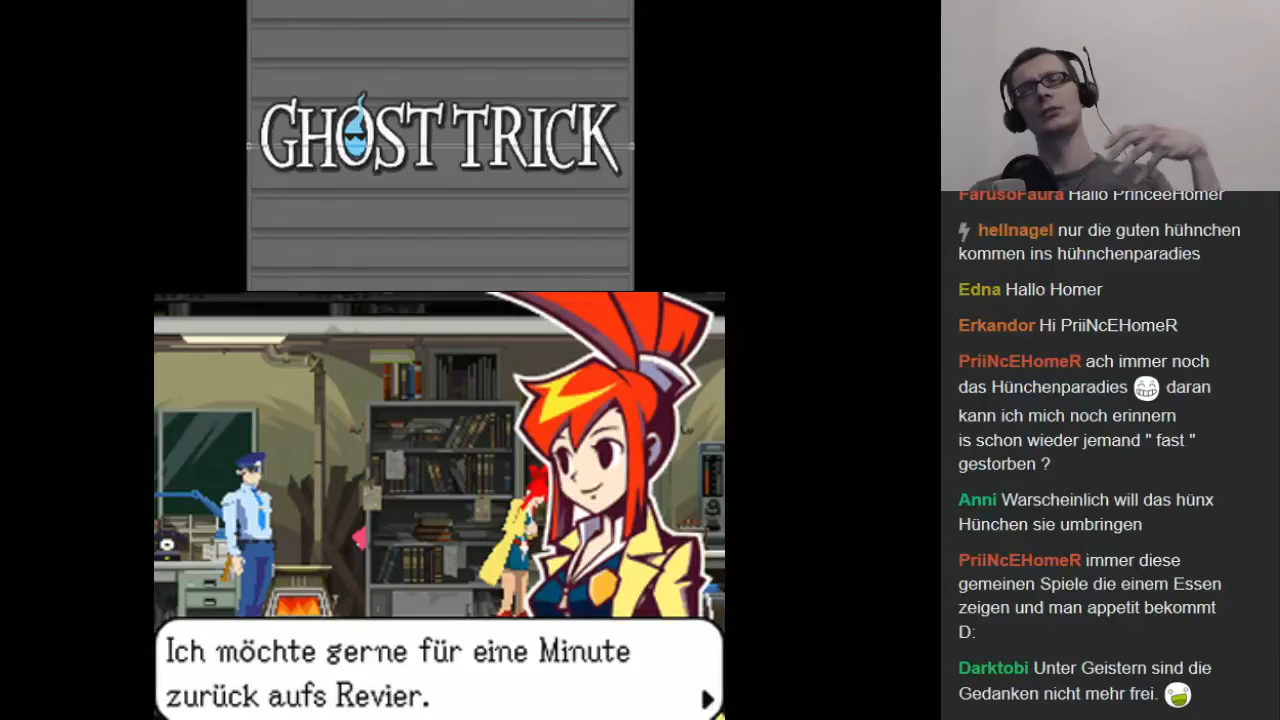 GHOST TRICK
Ich möchte gerne für eine Minute
zurück aufs Revier.
FarusoFaura Hallo PrinceeHomer
hellnagel nur die guten hühnchen
kommen ins hühnchenparadies
Edna Hallo Homer
Erkandor Hi PriiNcEHomeR
PriiNcEHomeR ach immer noch
das Hünchenparadies daran
kann ich mich noch erinnern
is schon wieder jemand " fast "
gestorben ?
Anni Warscheinlich will das hünx
Hünchen sie umbringen
PriiNcEHomeR immer diese
gemeinen Spiele die einem Essen
zeigen und man appetit bekommt
D:
Darktobi Unter Geistern sind die
Gedanken nicht mehr frei.